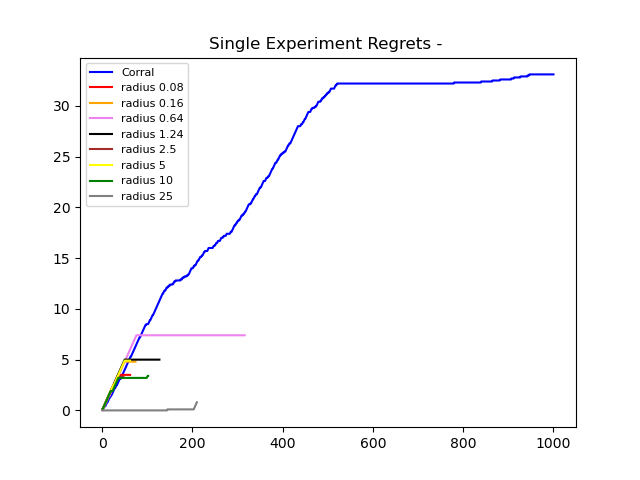 Single Experiment Regrets -
Corral
radius 0.08
radius 0.16
radius 0.64
radius 1.24
radius 2.5
radius 5
radius 10
radius 25
30
25
20
15
10
5
0
0 200 400 600 800 1000